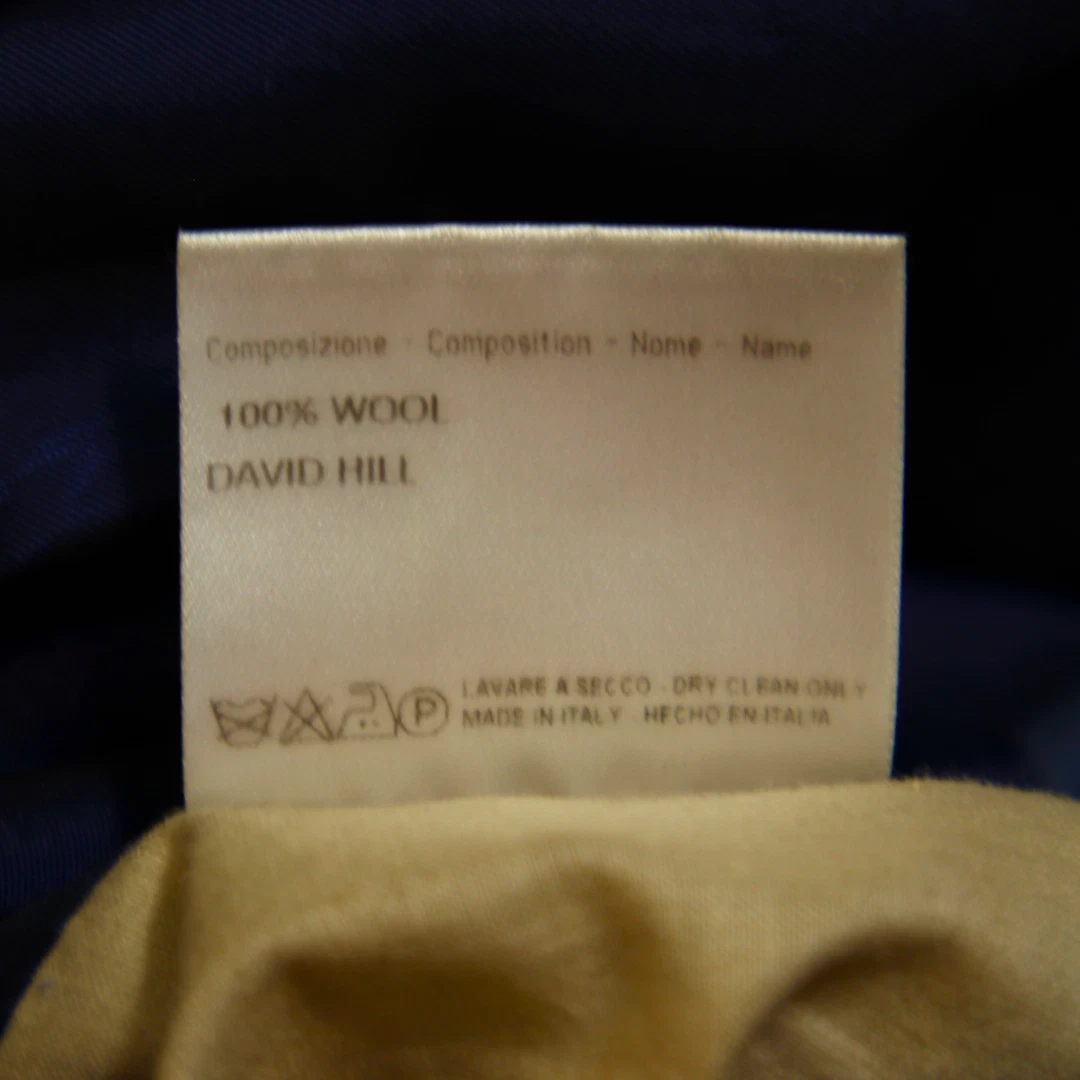 Composizione - Composition - Nome - Name
100% WOOL
DAVID HILL
P
LAVARE A SECCO - DRY CLEAN ONLY
MADE IN ITALY - HECHO EN ITALIA